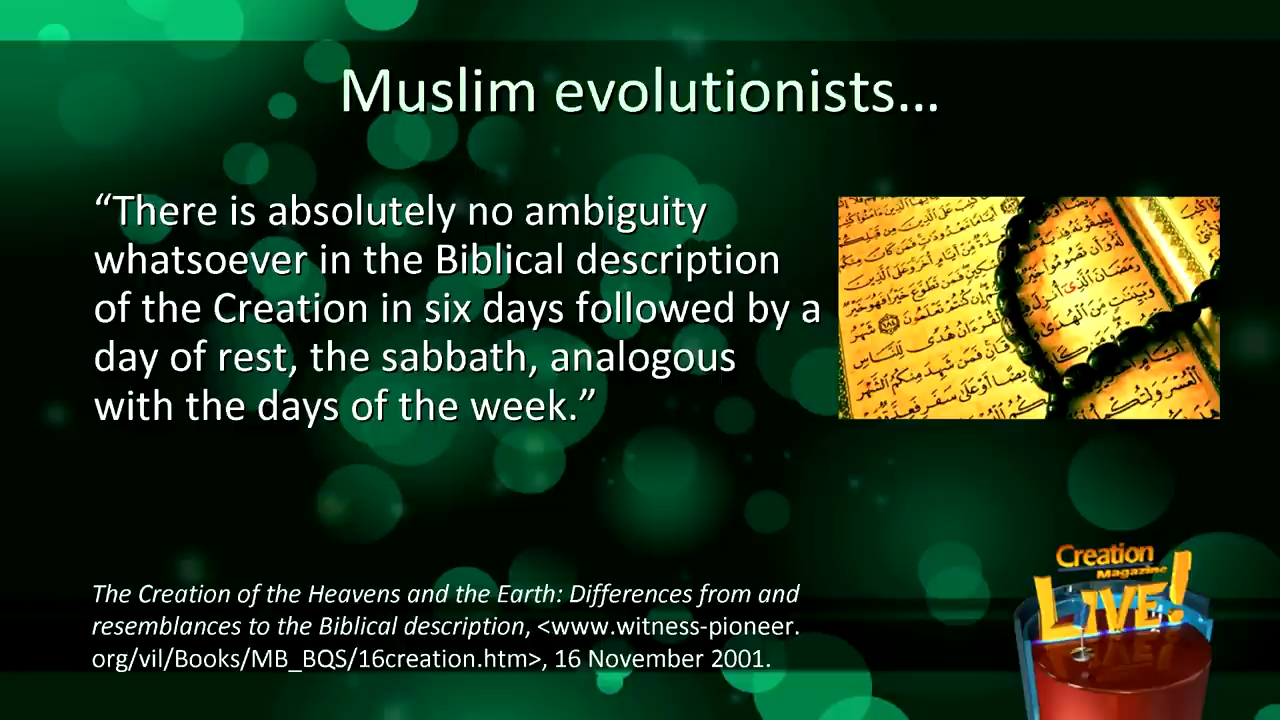 Muslim evolutionists…
“There is absolutely no ambiguity
whatsoever in the Biblical description
of the Creation in six days followed by a
day of rest, the sabbath, analogous
with the days of the week.”
The Creation of the Heavens and the Earth: Differences from and
resemblances to the Biblical description, <www.witness-pioneer.
org/vil/Books/MB_BQS/16creation.htm>, 16 November 2001.
Creation
Magazine
LIVE!